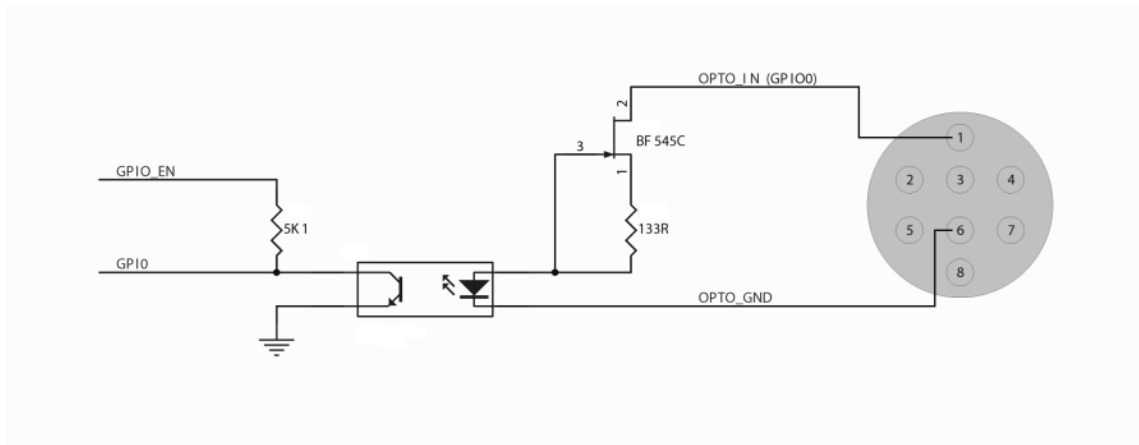 OPTO_IN (GPIO0)
2
BF 545C
3
1
1
GPIO_EN
2
3
4
5K1
133R
5
6
7
GPI0
8
OPTO_GND